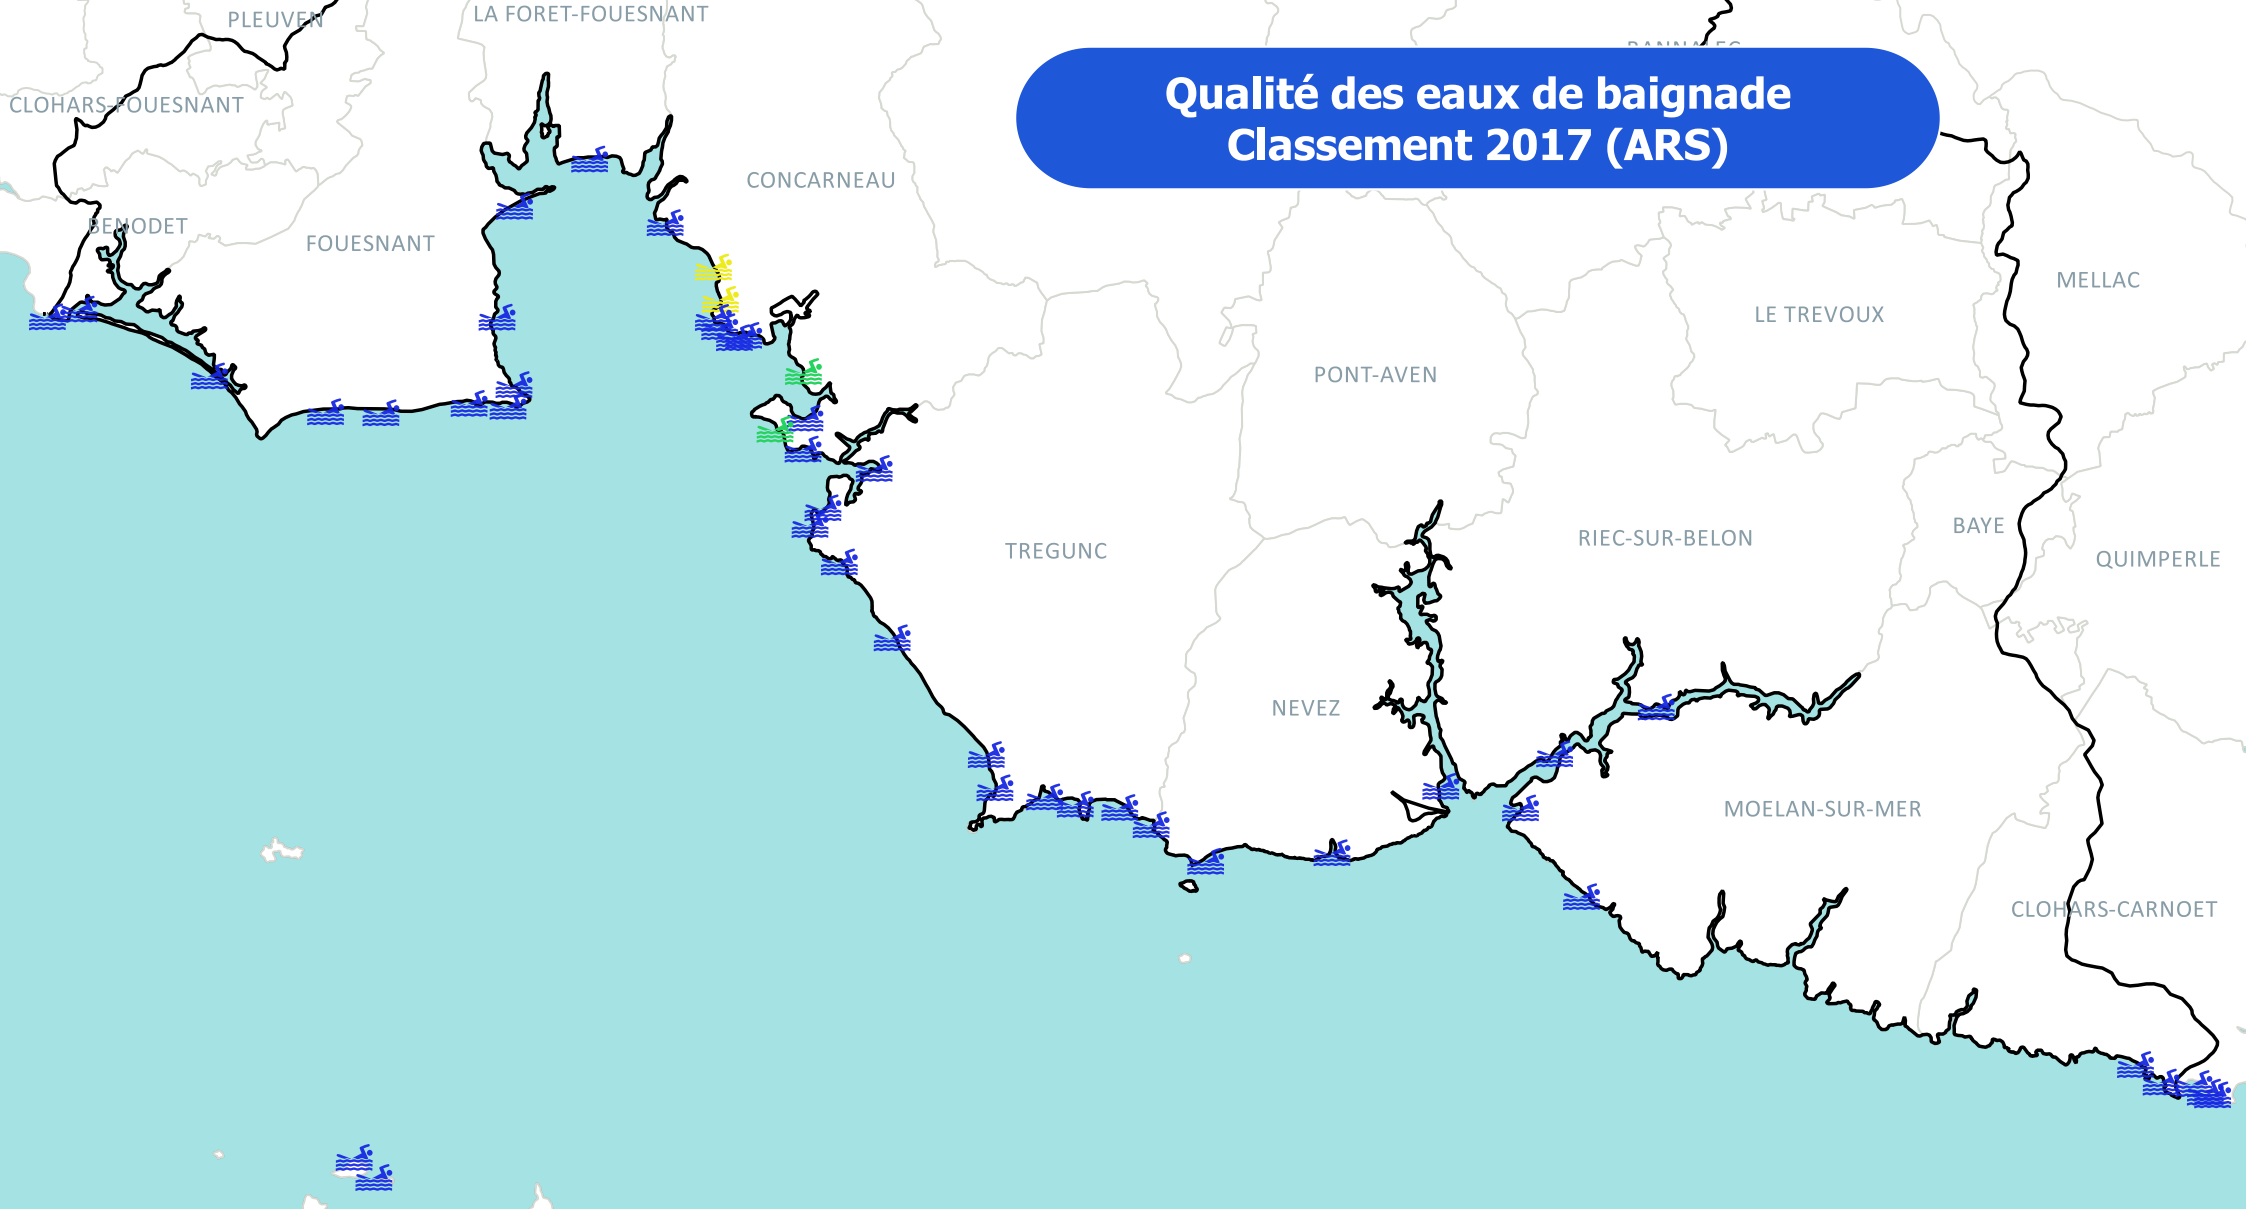 PLEUVEN
LA FORET-FOUESNANT
BANNALEC
Qualité des eaux de baignade
Classement 2017 (ARS)
CLOHARS-FOUESNANT
CONCARNEAU
BENODET
FOUESNANT
MELLAC
LE TREVOUX
PONT-AVEN
BAYE
RIEC-SUR-BELON
TREGUNC
QUIMPERLE
NEVEZ
MOELAN-SUR-MER
CLOHARS-CARNOET